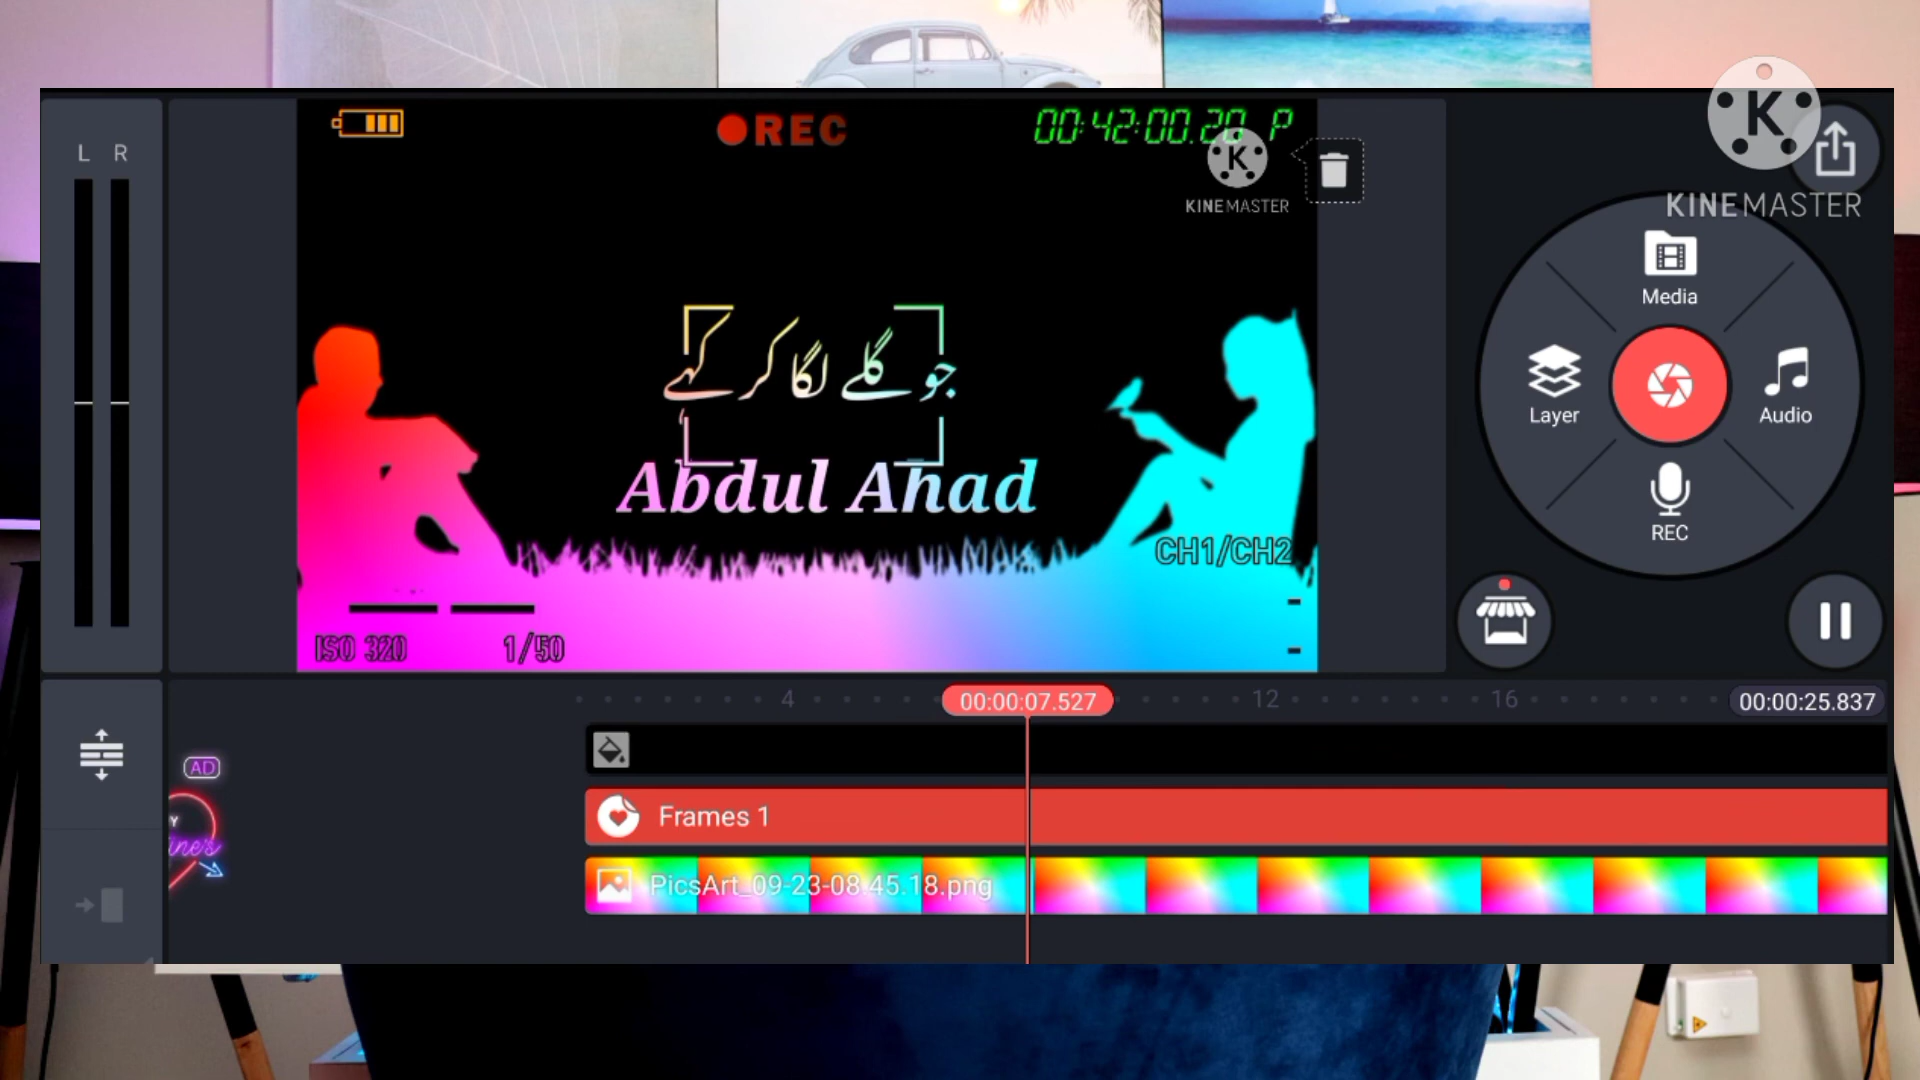 L R
REC
00:42:00.20 P
KINEMASTER
KINEMASTER
Media
جو گلے لگا کر کہے
Layer
Audio
Abdul Ahad
REC
CH1/CH2
ISO 320
1/50
4
00:00:07.527
12
16
00:00:25.837
AD
Frames 1
PicsArt_09-23-08.45.18.png